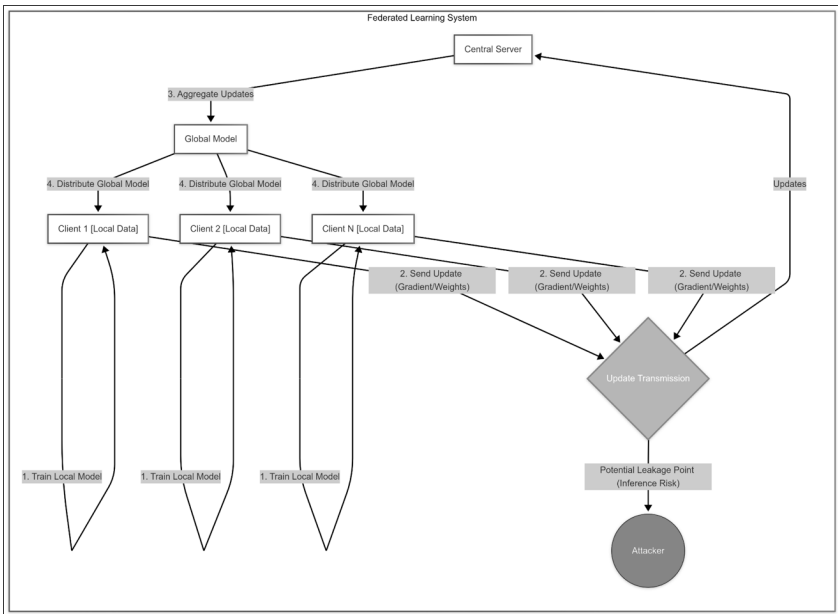 Federated Learning System
Central Server
3. Aggregate Updates
Global Model
4. Distribute Global Model
4. Distribute Global Model
4. Distribute Global Model
Updates
Client 1 [Local Data]
Client 2 [Local Data]
Client N [Local Data]
2. Send Update
(Gradient/Weights)
2. Send Update
(Gradient/Weights)
2. Send Update
(Gradient/Weights)
Update Transmission
1. Train Local Model
1. Train Local Model
1. Train Local Model
Potential Leakage Point
(Inference Risk)
Attacker